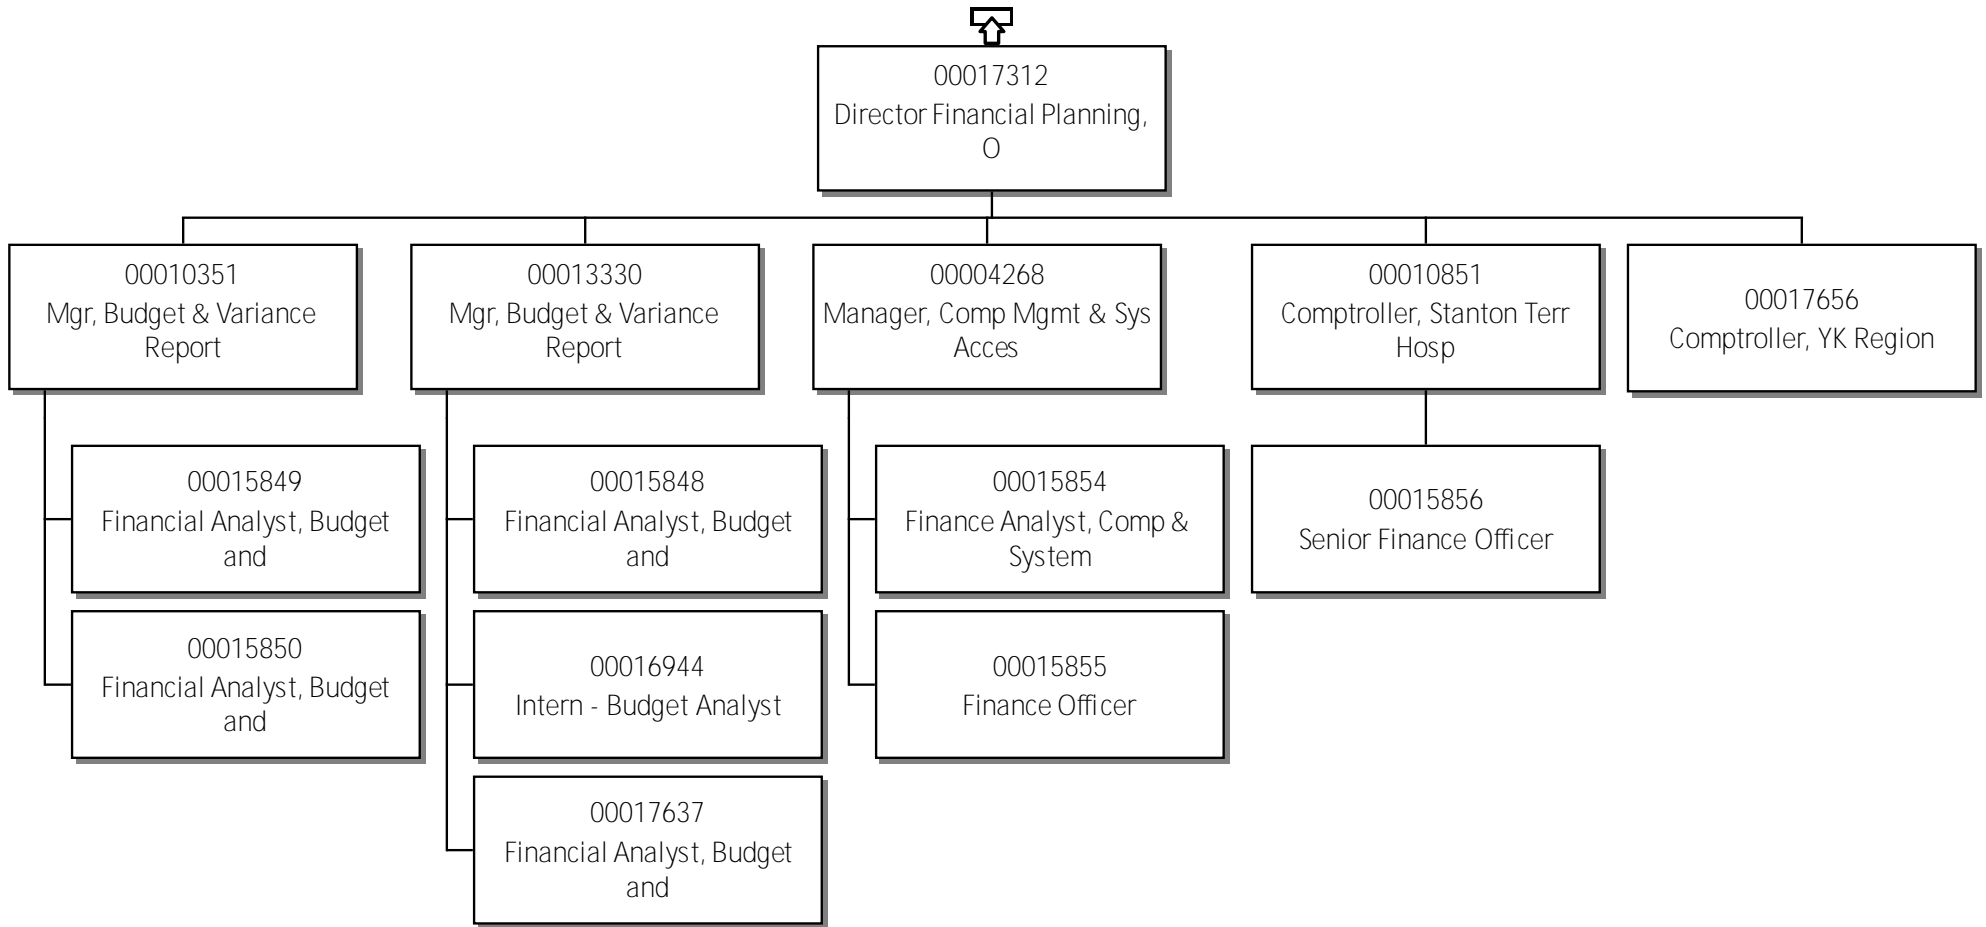 00017312
Director Financial Planning,
O
00010351
Mgr, Budget & Variance
Report
00013330
Mgr, Budget & Variance
Report
00004268
Manager, Comp Mgmt & Sys
Acces
00010851
Comptroller, Stanton Terr
Hosp
00017656
Comptroller, YK Region
00015849
Financial Analyst, Budget
and
00015850
Financial Analyst, Budget
and
00015848
Financial Analyst, Budget
and
00016944
Intern - Budget Analyst
00017637
Financial Analyst, Budget
and
00015854
Finance Analyst, Comp &
System
00015855
Finance Officer
00015856
Senior Finance Officer